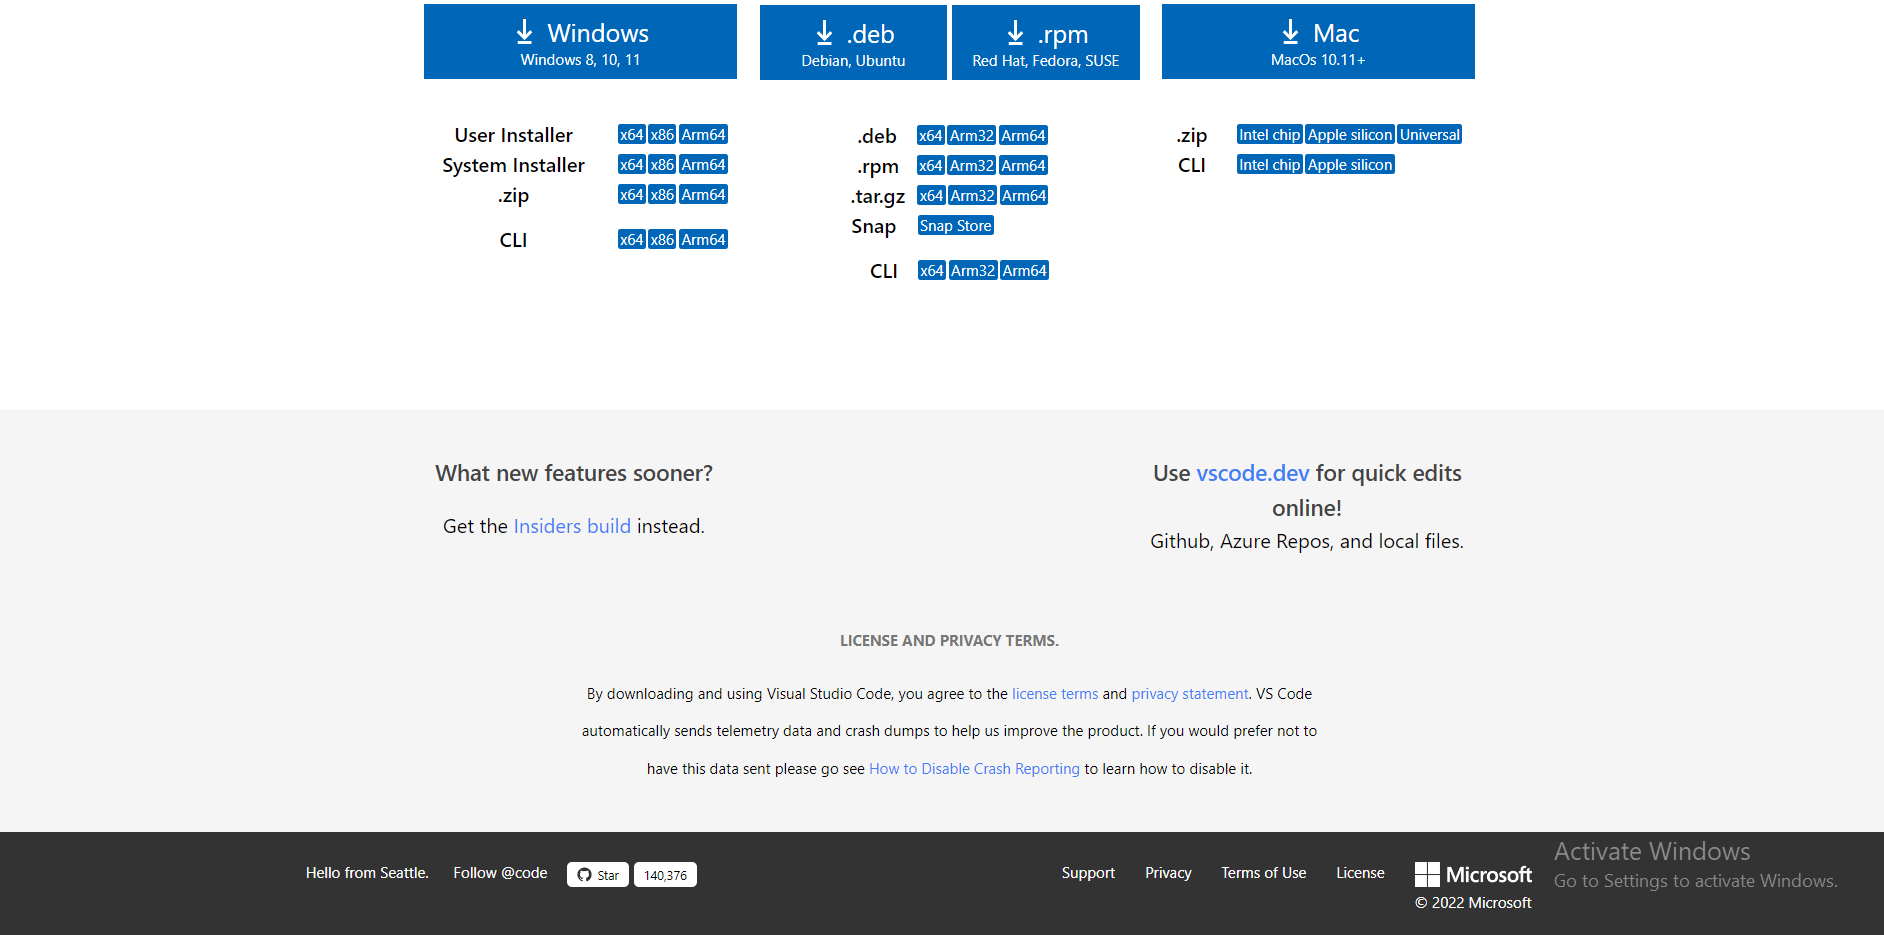 Windows
Windows 8, 10, 11
.deb
Debian, Ubuntu
.rpm
Red Hat, Fedora, SUSE
Mac
MacOs 10.11+
User Installer x64 x86 Arm64
System Installer x64 x86 Arm64
.zip x64 x86 Arm64
CLI x64 x86 Arm64
.deb x64 Arm32 Arm64
.rpm x64 Arm32 Arm64
.tar.gz x64 Arm32 Arm64
Snap Snap Store
CLI x64 Arm32 Arm64
.zip Intel chip Apple silicon Universal
CLI Intel chip Apple silicon
What new features sooner?
Get the Insiders build instead.
Use vscode.dev for quick edits
online!
Github, Azure Repos, and local files.
LICENSE AND PRIVACY TERMS.
By downloading and using Visual Studio Code, you agree to the license terms and privacy statement. VS Code
automatically sends telemetry data and crash dumps to help us improve the product. If you would prefer not to
have this data sent please go see How to Disable Crash Reporting to learn how to disable it.
Hello from Seattle. Follow @code Star 140,376
Support Privacy Terms of Use License Microsoft
© 2022 Microsoft
Activate Windows
Go to Settings to activate Windows.